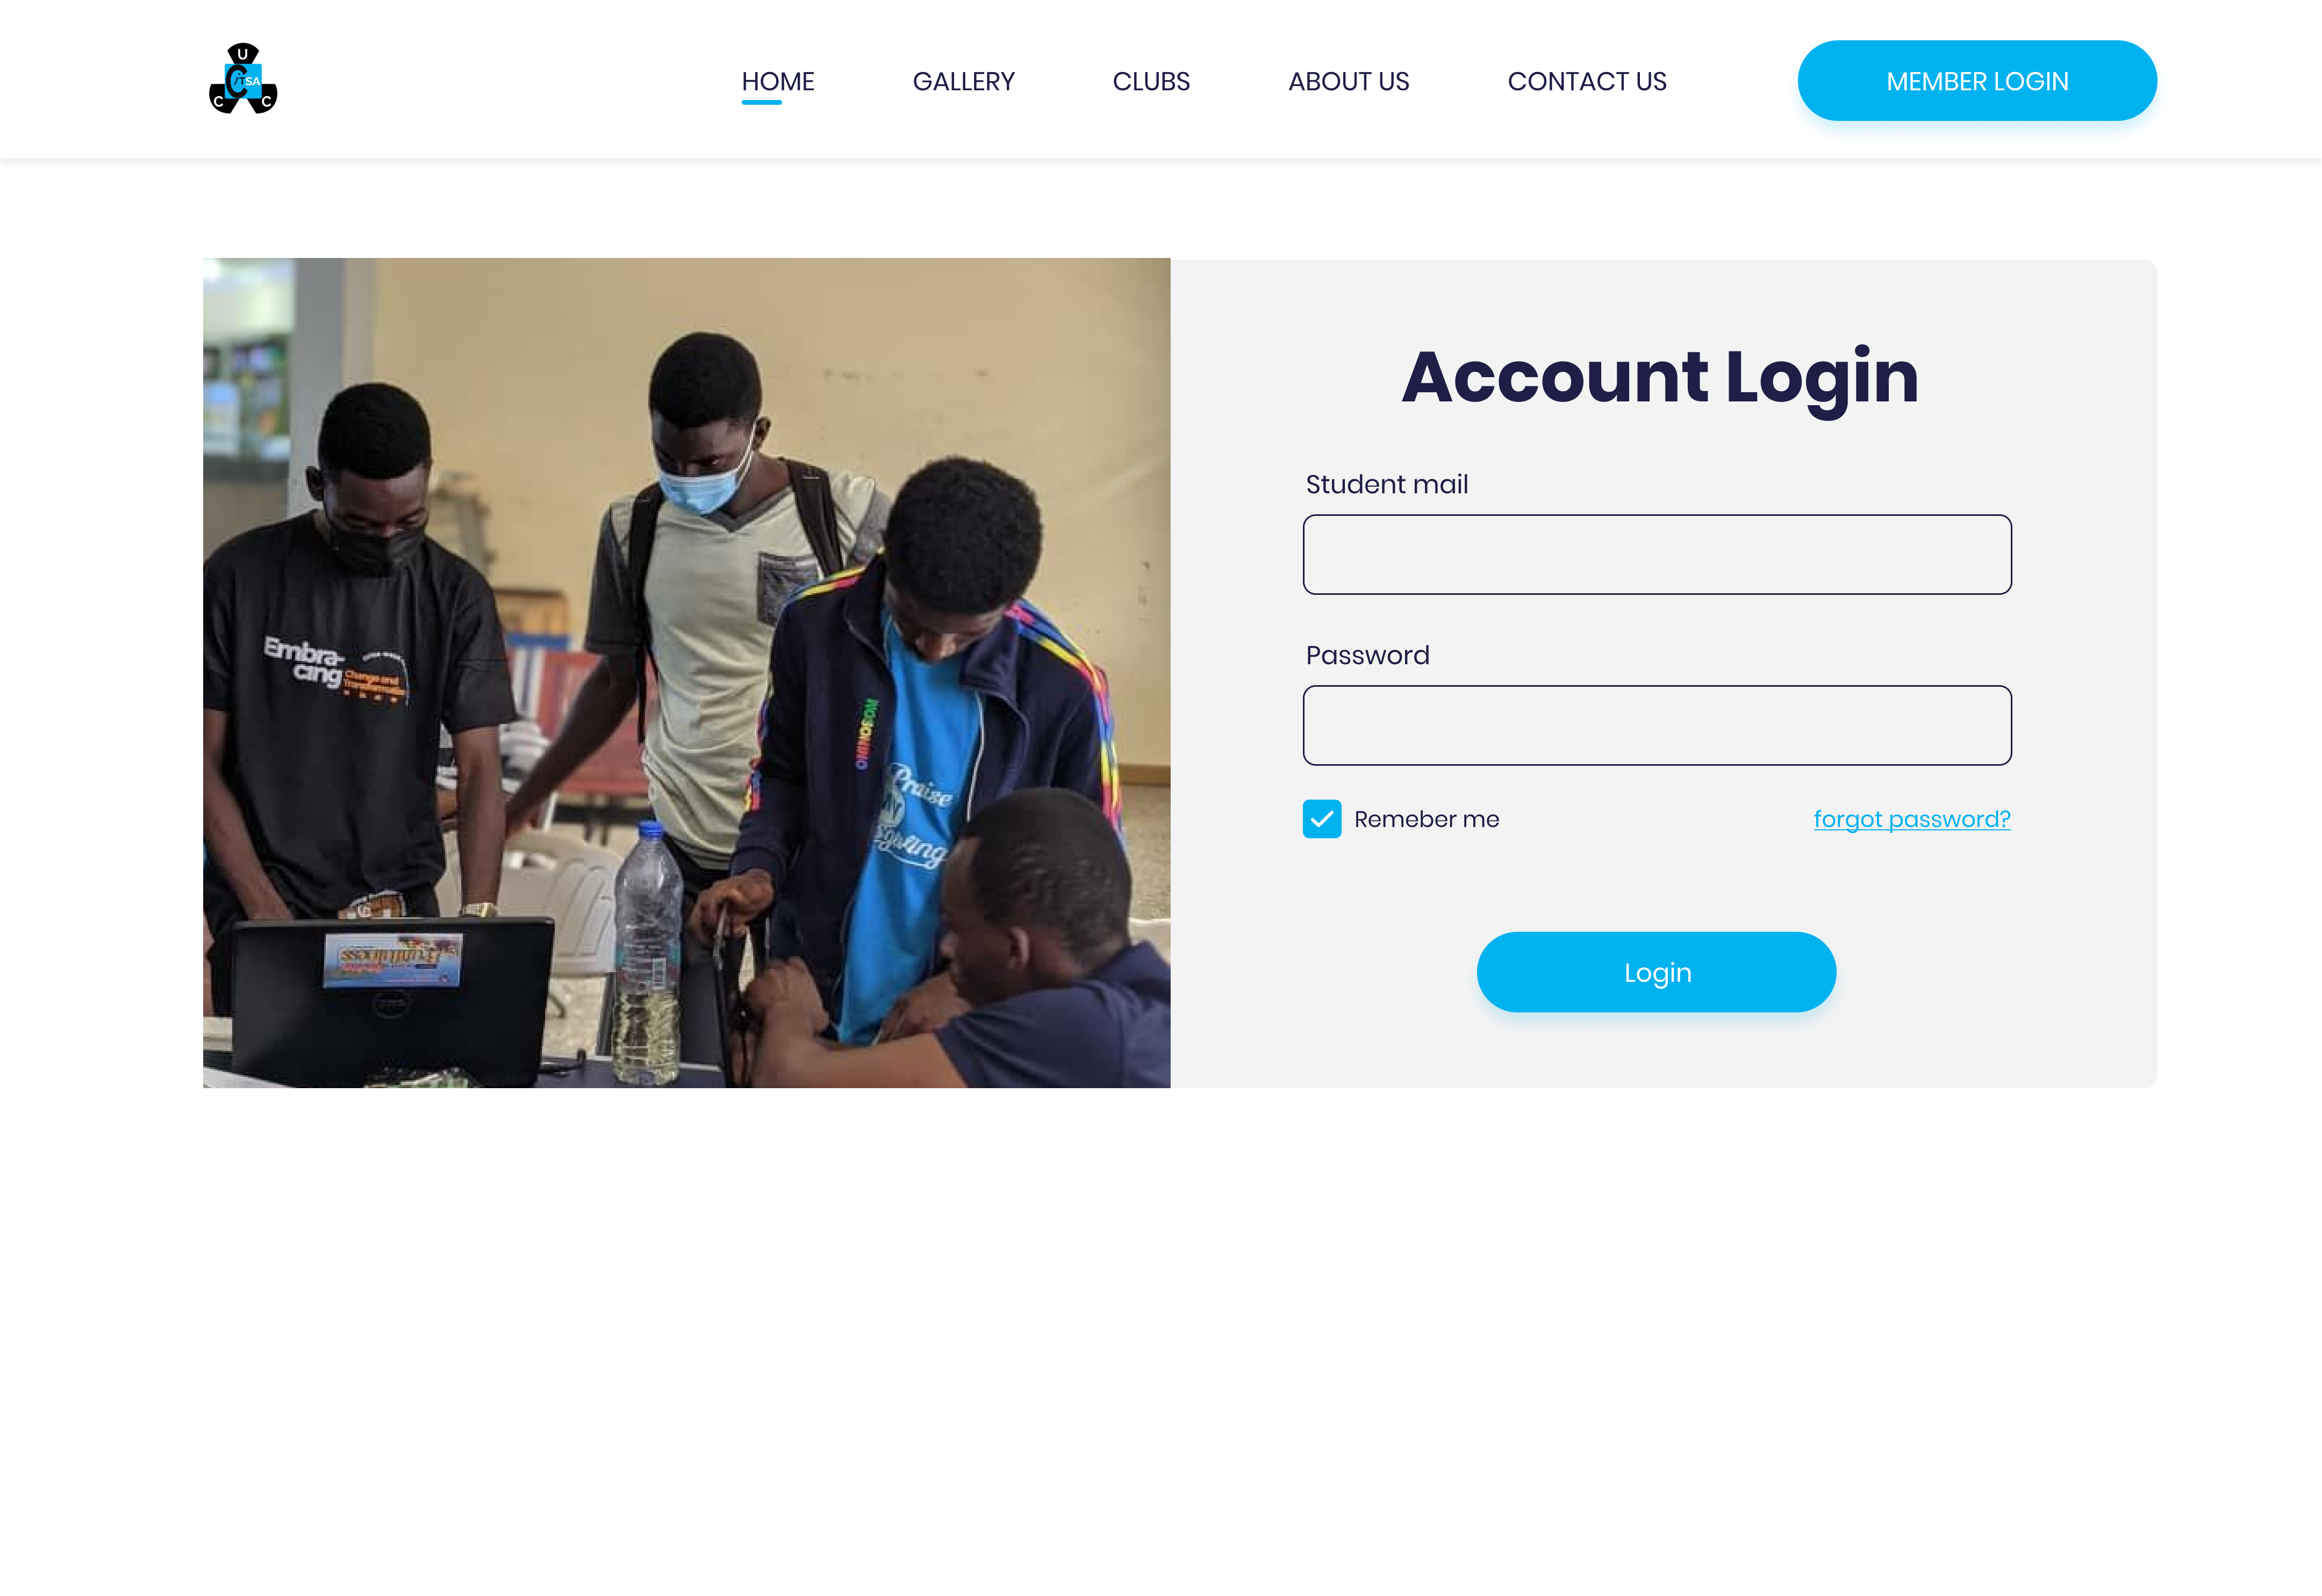 U
C
iTSA
C
C
HOME
GALLERY
CLUBS
ABOUT US
CONTACT US
MEMBER LOGIN
Account Login
Student mail
Password
Remeber me
forgot password?
Login
Embra-
cing
Change and
Transformation
Praise